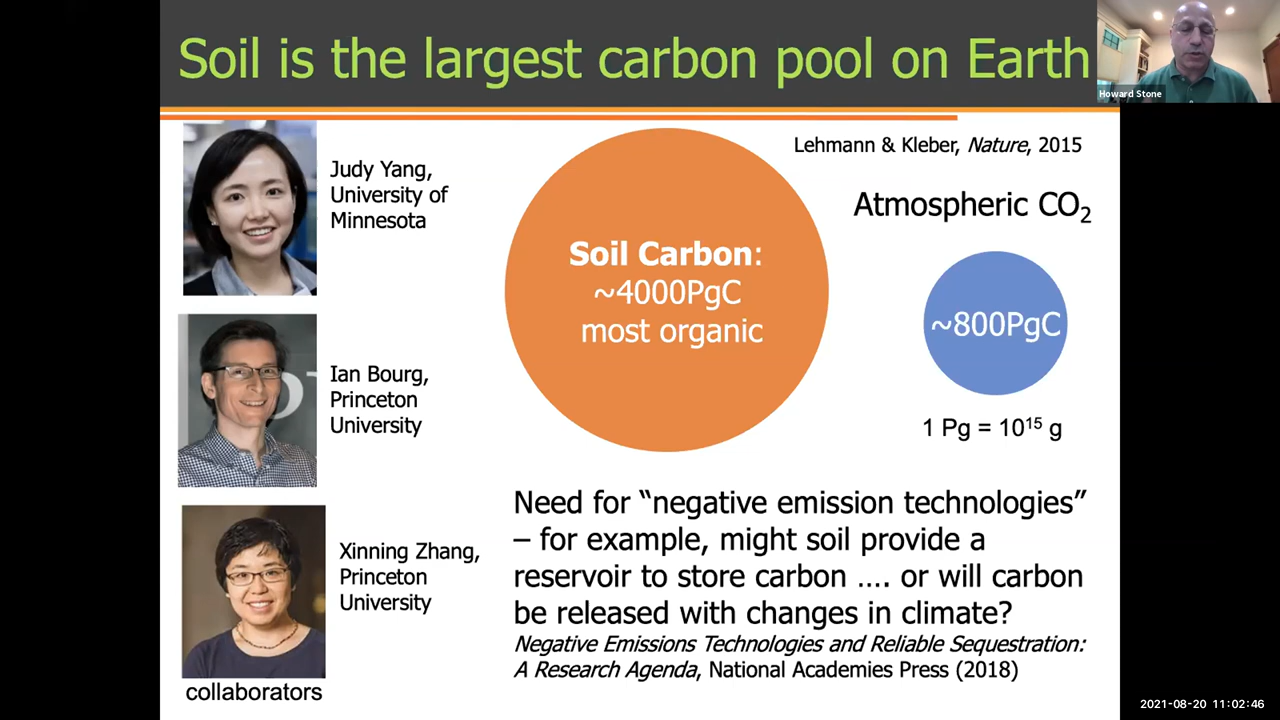 Soil is the largest carbon pool on Earth
Howard Stone
Judy Yang,
University of
Minnesota
Ian Bourg,
Princeton
University
Xinning Zhang,
Princeton
University
collaborators
Soil Carbon:
~4000PgC
most organic
Lehmann & Kleber, Nature, 2015
Atmospheric CO₂
~800PgC
1 Pg = 10¹⁵ g
Need for “negative emission technologies”
– for example, might soil provide a
reservoir to store carbon …. or will carbon
be released with changes in climate?
Negative Emissions Technologies and Reliable Sequestration:
A Research Agenda, National Academies Press (2018)
2021-08-20 11:02:46